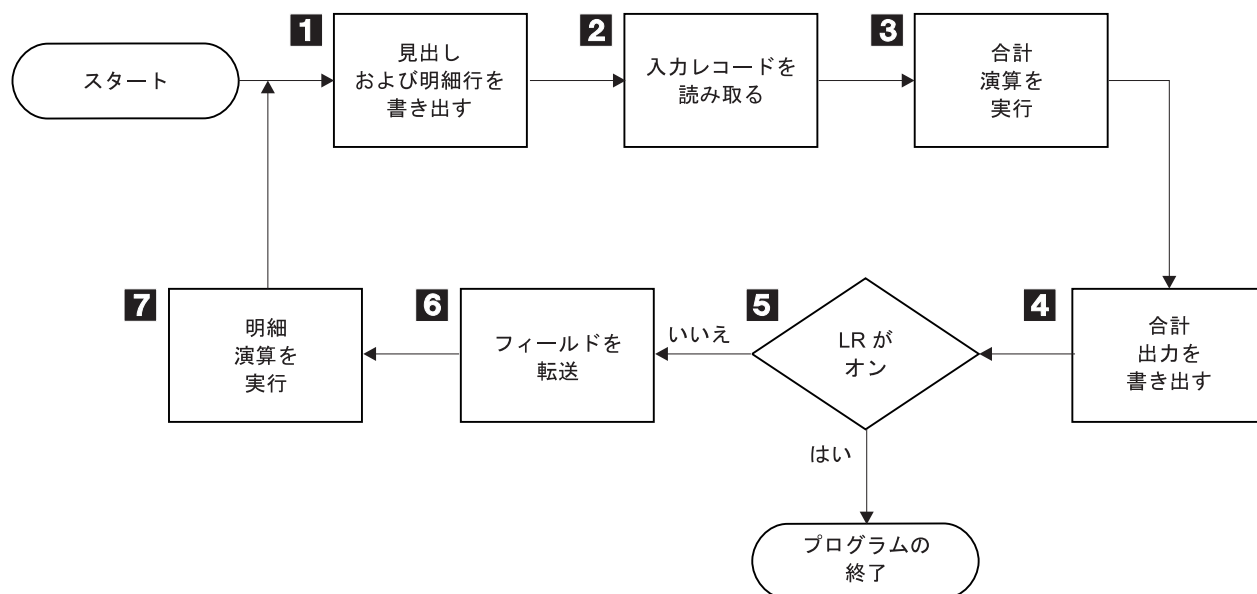 スタート
1
見出し
および明細行を
書き出す
2
入力レコードを
読み取る
3
合計
演算を
実行
4
合計
出力を
書き出す
5
LR が
オン
いいえ
はい
6
フィールドを
転送
7
明細
演算を
実行
プログラムの
終了